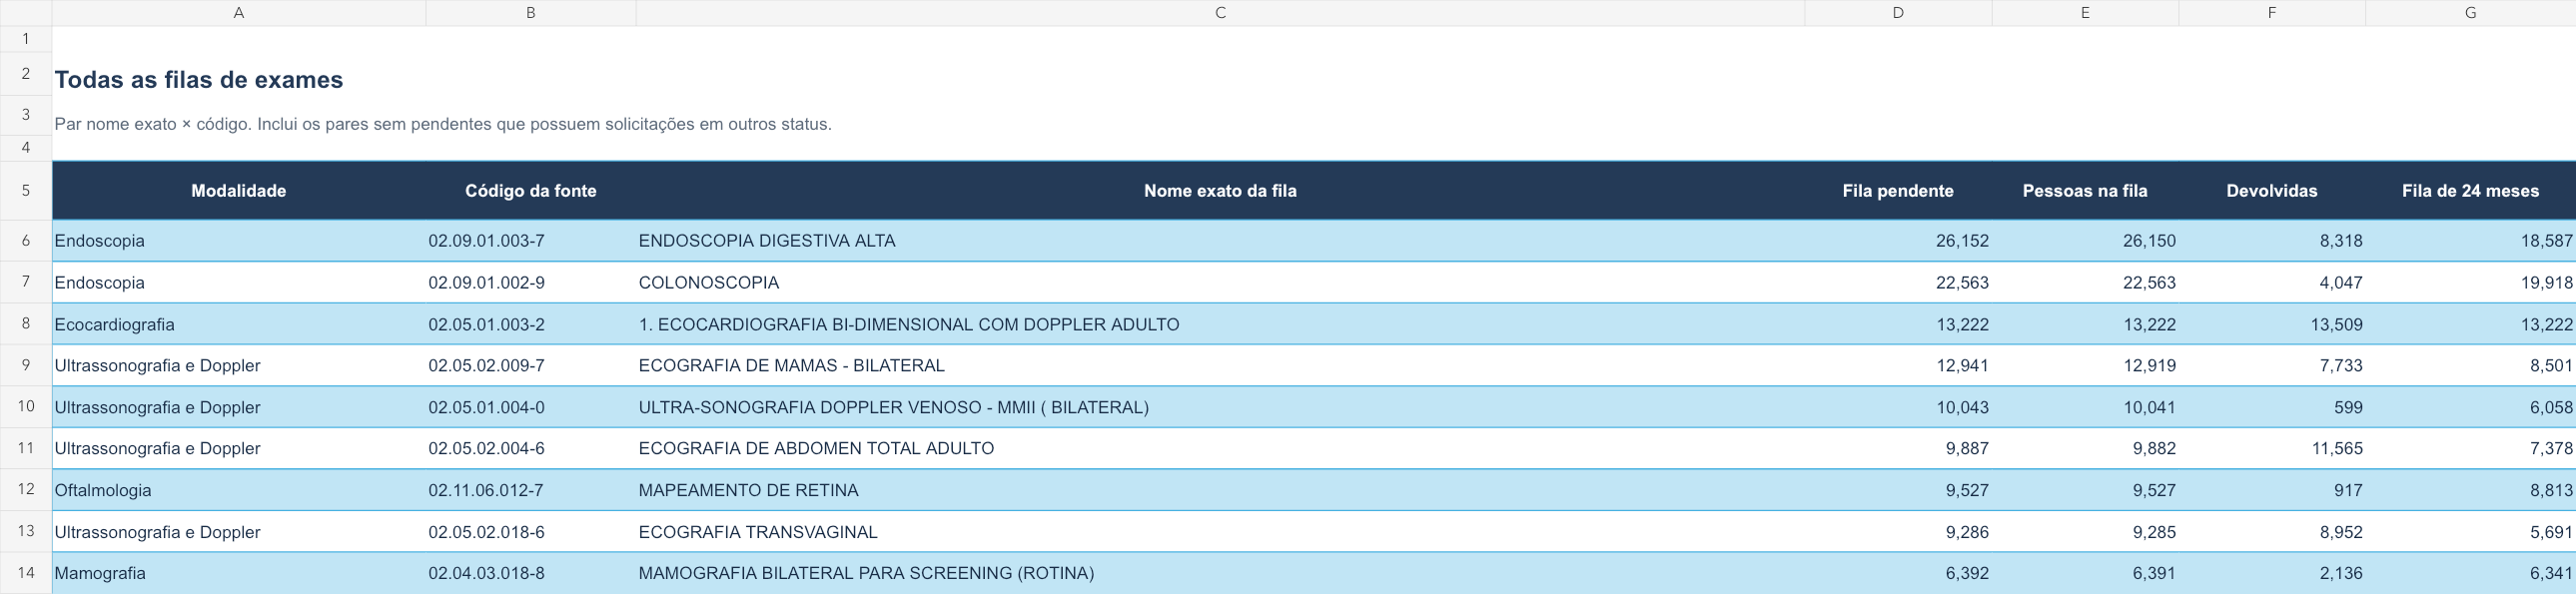 A B C D E F G
1
2 Todas as filas de exames
3 Par nome exato × código. Inclui os pares sem pendentes que possuem solicitações em outros status.
4
5 Modalidade Código da fonte Nome exato da fila Fila pendente Pessoas na fila Devolvidas Fila de 24 meses
6 Endoscopia 02.09.01.003-7 ENDOSCOPIA DIGESTIVA ALTA 26,152 26,150 8,318 18,587
7 Endoscopia 02.09.01.002-9 COLONOSCOPIA 22,563 22,563 4,047 19,918
8 Ecocardiografia 02.05.01.003-2 1. ECOCARDIOGRAFIA BI-DIMENSIONAL COM DOPPLER ADULTO 13,222 13,222 13,509 13,222
9 Ultrassonografia e Doppler 02.05.02.009-7 ECOGRAFIA DE MAMAS - BILATERAL 12,941 12,919 7,733 8,501
10 Ultrassonografia e Doppler 02.05.01.004-0 ULTRA-SONOGRAFIA DOPPLER VENOSO - MMII ( BILATERAL) 10,043 10,041 599 6,058
11 Ultrassonografia e Doppler 02.05.02.004-6 ECOGRAFIA DE ABDOMEN TOTAL ADULTO 9,887 9,882 11,565 7,378
12 Oftalmologia 02.11.06.012-7 MAPEAMENTO DE RETINA 9,527 9,527 917 8,813
13 Ultrassonografia e Doppler 02.05.02.018-6 ECOGRAFIA TRANSVAGINAL 9,286 9,285 8,952 5,691
14 Mamografia 02.04.03.018-8 MAMOGRAFIA BILATERAL PARA SCREENING (ROTINA) 6,392 6,391 2,136 6,341